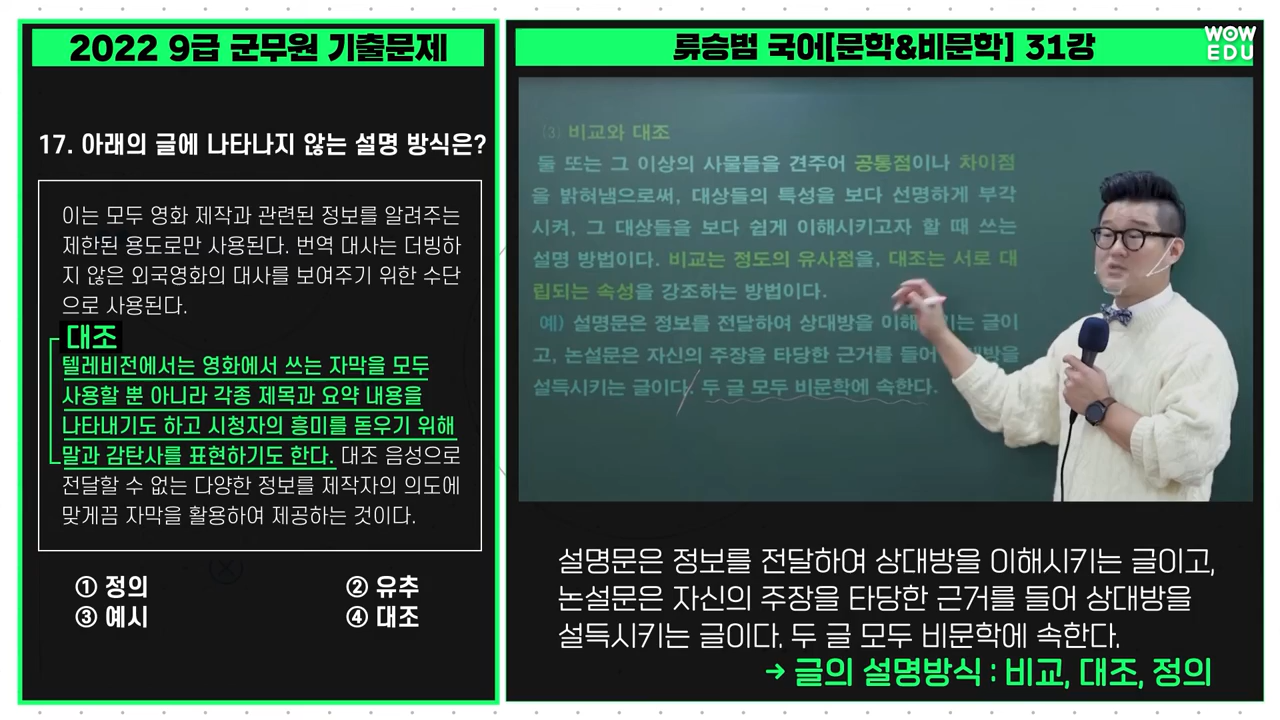 2022 9급 군무원 기출문제
17. 아래의 글에 나타나지 않는 설명 방식은?
이는 모두 영화 제작과 관련된 정보를 알려주는
제한된 용도로만 사용된다. 번역 대사는 더빙하
지 않은 외국영화의 대사를 보여주기 위한 수단
으로 사용된다.
대조
텔레비전에서는 영화에서 쓰는 자막을 모두
사용할 뿐 아니라 각종 제목과 요약 내용을
나타내기도 하고 시청자의 흥미를 돋우기 위해
말과 감탄사를 표현하기도 한다. 대조 음성으로
전달할 수 없는 다양한 정보를 제작자의 의도에
맞게끔 자막을 활용하여 제공하는 것이다.
① 정의
② 유추
③ 예시
④ 대조
류승범 국어[문학&비문학] 31강
WOW
EDU
(3) 비교와 대조
둘 또는 그 이상의 사물들을 견주어 공통점이나 차이점
을 밝혀냄으로써, 대상들의 특성을 보다 선명하게 부각
시켜, 그 대상들을 보다 쉽게 이해시키고자 할 때 쓰는
설명 방법이다. 비교는 정도의 유사점을, 대조는 서로 대
립되는 속성을 강조하는 방법이다.
예) 설명문은 정보를 전달하여 상대방을 글이
고, 논설문은 자신의 주장을 타당한 근거를 들어
설득시키는 글이다. 두 글 모두 비문학에 속한다.
설명문은 정보를 전달하여 상대방을 이해시키는 글이고,
논설문은 자신의 주장을 타당한 근거를 들어 상대방을
설득시키는 글이다. 두 글 모두 비문학에 속한다.
→ 글의 설명방식 : 비교, 대조, 정의